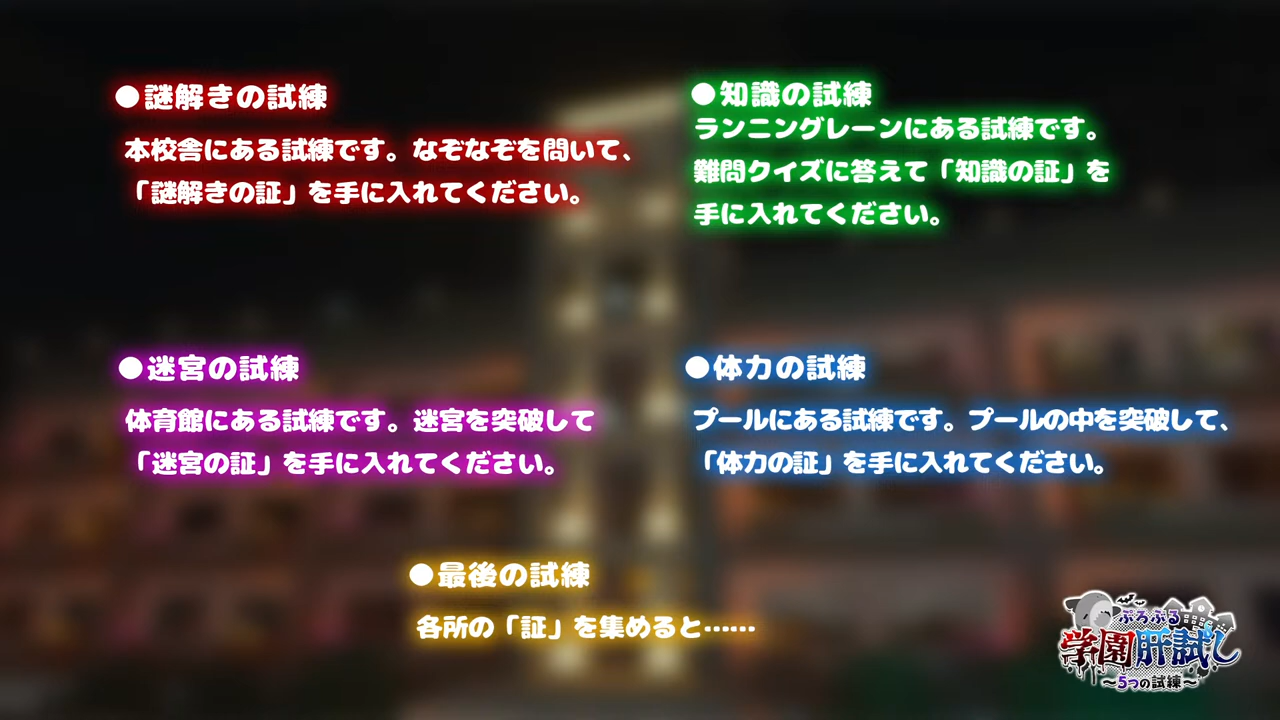 ●謎解きの試練
本校舎にある試練です。なぞなぞを問いて、
「謎解きの証」を手に入れてください。
●知識の試練
ランニングレーンにある試練です。
難問クイズに答えて「知識の証」を
手に入れてください。
●迷宮の試練
体育館にある試練です。迷宮を突破して
「迷宮の証」を手に入れてください。
●体力の試練
プールにある試練です。プールの中を突破して、
「体力の証」を手に入れてください。
●最後の試練
各所の「証」を集めると……
ぷろぷる
学園肝試し
～5つの試練～